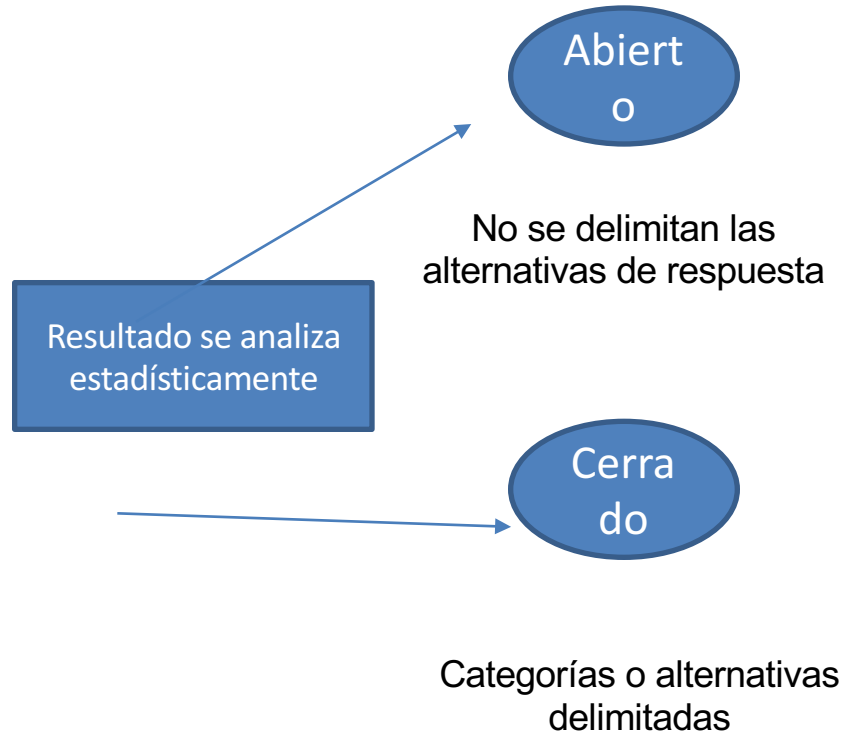 Abiert
o
No se delimitan las
alternativas de respuesta
Resultado se analiza
estadísticamente
Cerra
do
Categorías o alternativas
delimitadas